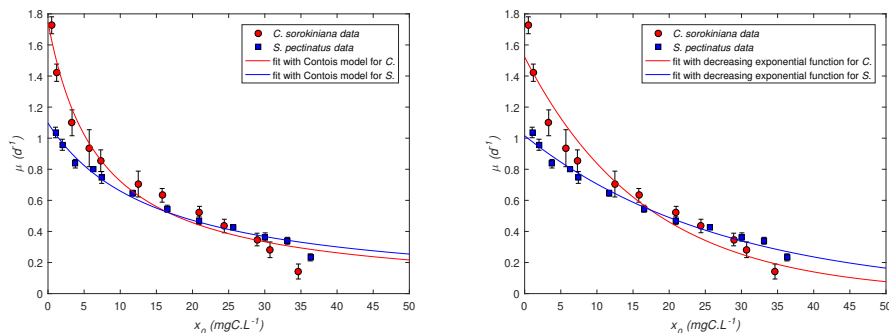 2
1.8
1.6
1.4
1.2
1
0.8
0.6
0.4
0.2
0
μ (d⁻¹)
C. sorokiniana data
S. pectinatus data
fit with Contois model for C.
fit with Contois model for S.
0 5 10 15 20 25 30 35 40 45 50
x₀ (mgC.L⁻¹)
2
1.8
1.6
1.4
1.2
1
0.8
0.6
0.4
0.2
0
μ (d⁻¹)
C. sorokiniana data
S. pectinatus data
fit with decreasing exponential function for C.
fit with decreasing exponential function for S.
0 5 10 15 20 25 30 35 40 45 50
x₀ (mgC.L⁻¹)